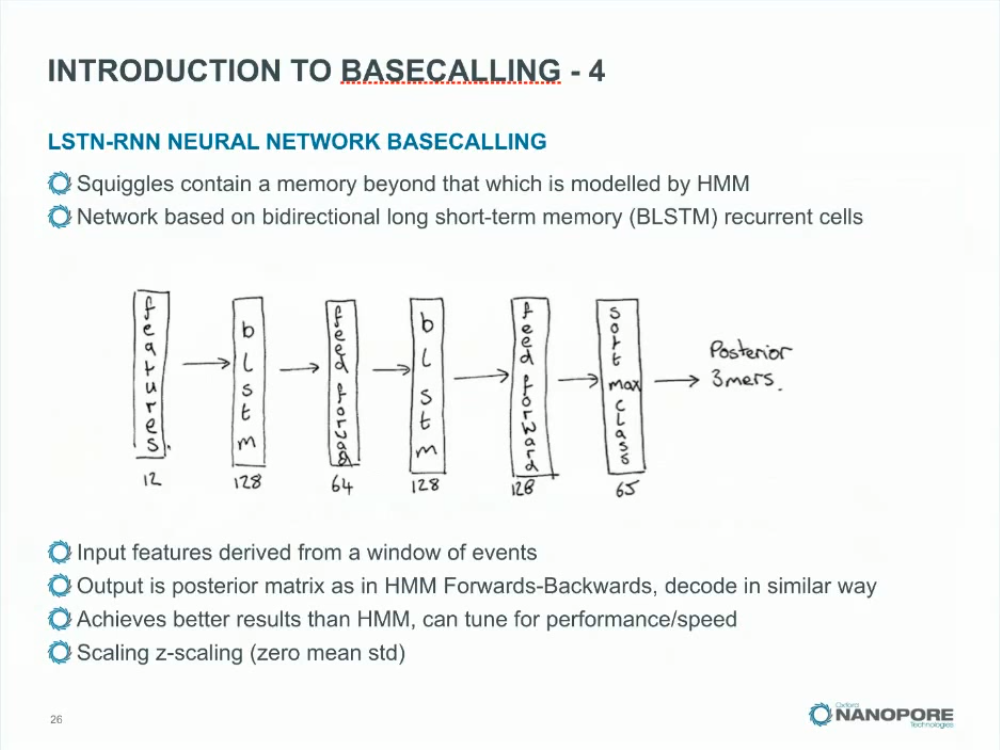 INTRODUCTION TO BASECALLING - 4
LSTN-RNN NEURAL NETWORK BASECALLING
Squiggles contain a memory beyond that which is modelled by HMM
Network based on bidirectional long short-term memory (BLSTM) recurrent cells
features
blstm
feed forward
blstm
feed forward
soft max class
Posterior
3mers.
12
128
64
128
128
65
Input features derived from a window of events
Output is posterior matrix as in HMM Forwards-Backwards, decode in similar way
Achieves better results than HMM, can tune for performance/speed
Scaling z-scaling (zero mean std)
26
Oxford
NANOPORE
Technologies